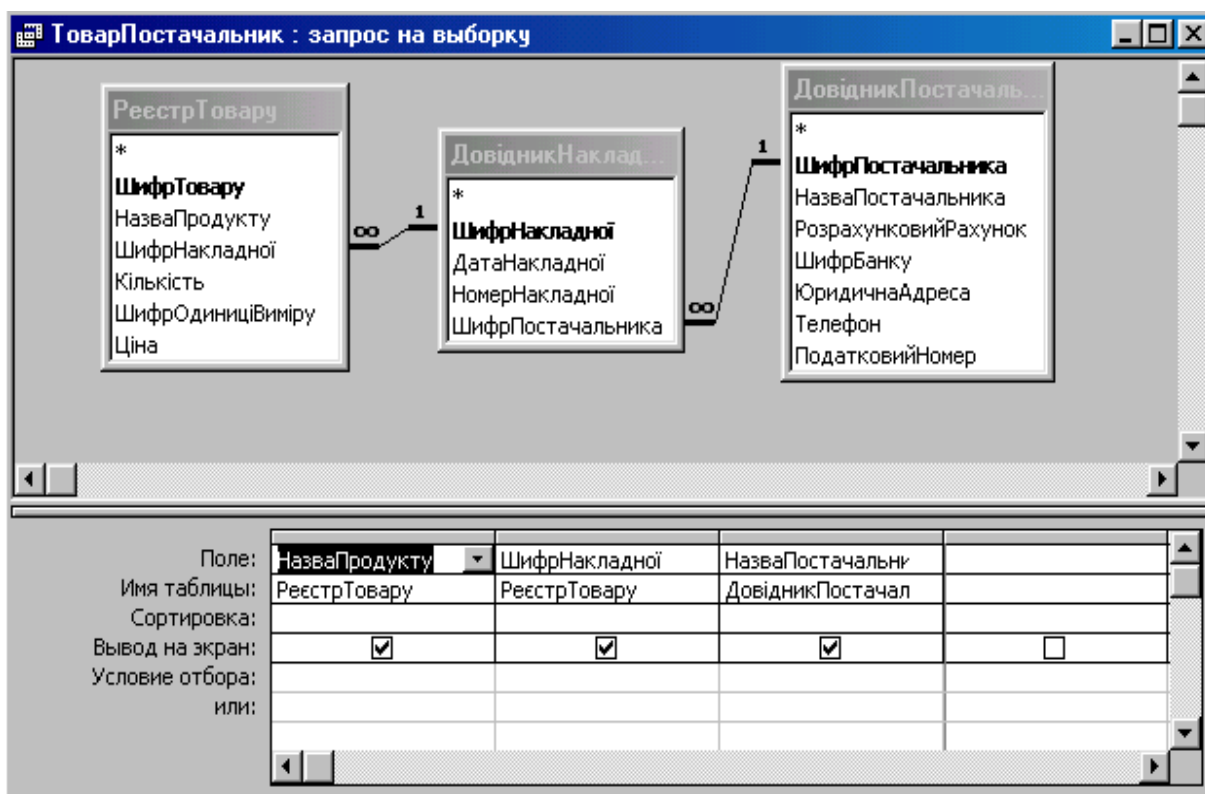 ТоварПостачальник : запрос на выборку
РеєстрТовару
*
ШифрТовару
НазваПродукту
ШифрНакладної
Кількість
ШифрОдиниціВиміру
Ціна
ДовідникНаклад...
*
ШифрНакладної
ДатаНакладної
НомерНакладної
ШифрПостачальника
ДовідникПостачаль...
*
ШифрПостачальника
НазваПостачальника
РозрахунковийРахунок
ШифрБанку
ЮридичнаАдреса
Телефон
ПодатковийНомер
∞ 1
∞ 1
Поле: НазваПродукту ШифрНакладної НазваПостачальни
Имя таблицы: РеєстрТовару РеєстрТовару ДовідникПостачал
Сортировка:
Вывод на экран:
Условие отбора:
или: